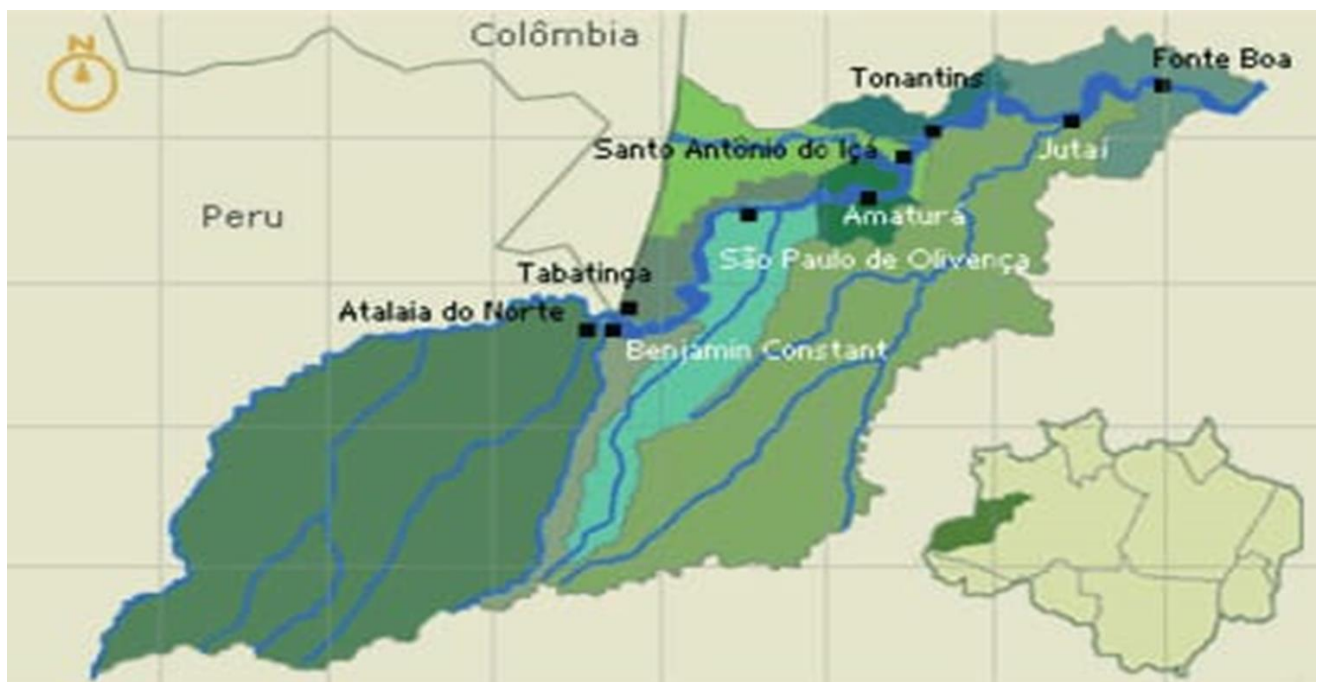 N
Colômbia
Fonte Boa
Tonantins
Santo Antônio do Içá
Jutaí
Peru
Amaturá
São Paulo de Olivença
Tabatinga
Atalaia do Norte
Benjamin Constant